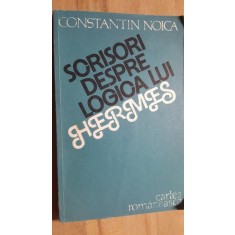 CONSTANTIN NOICA
SCRISORI
DESPRE
LOGICA LUI
HERMES
cartea
românească